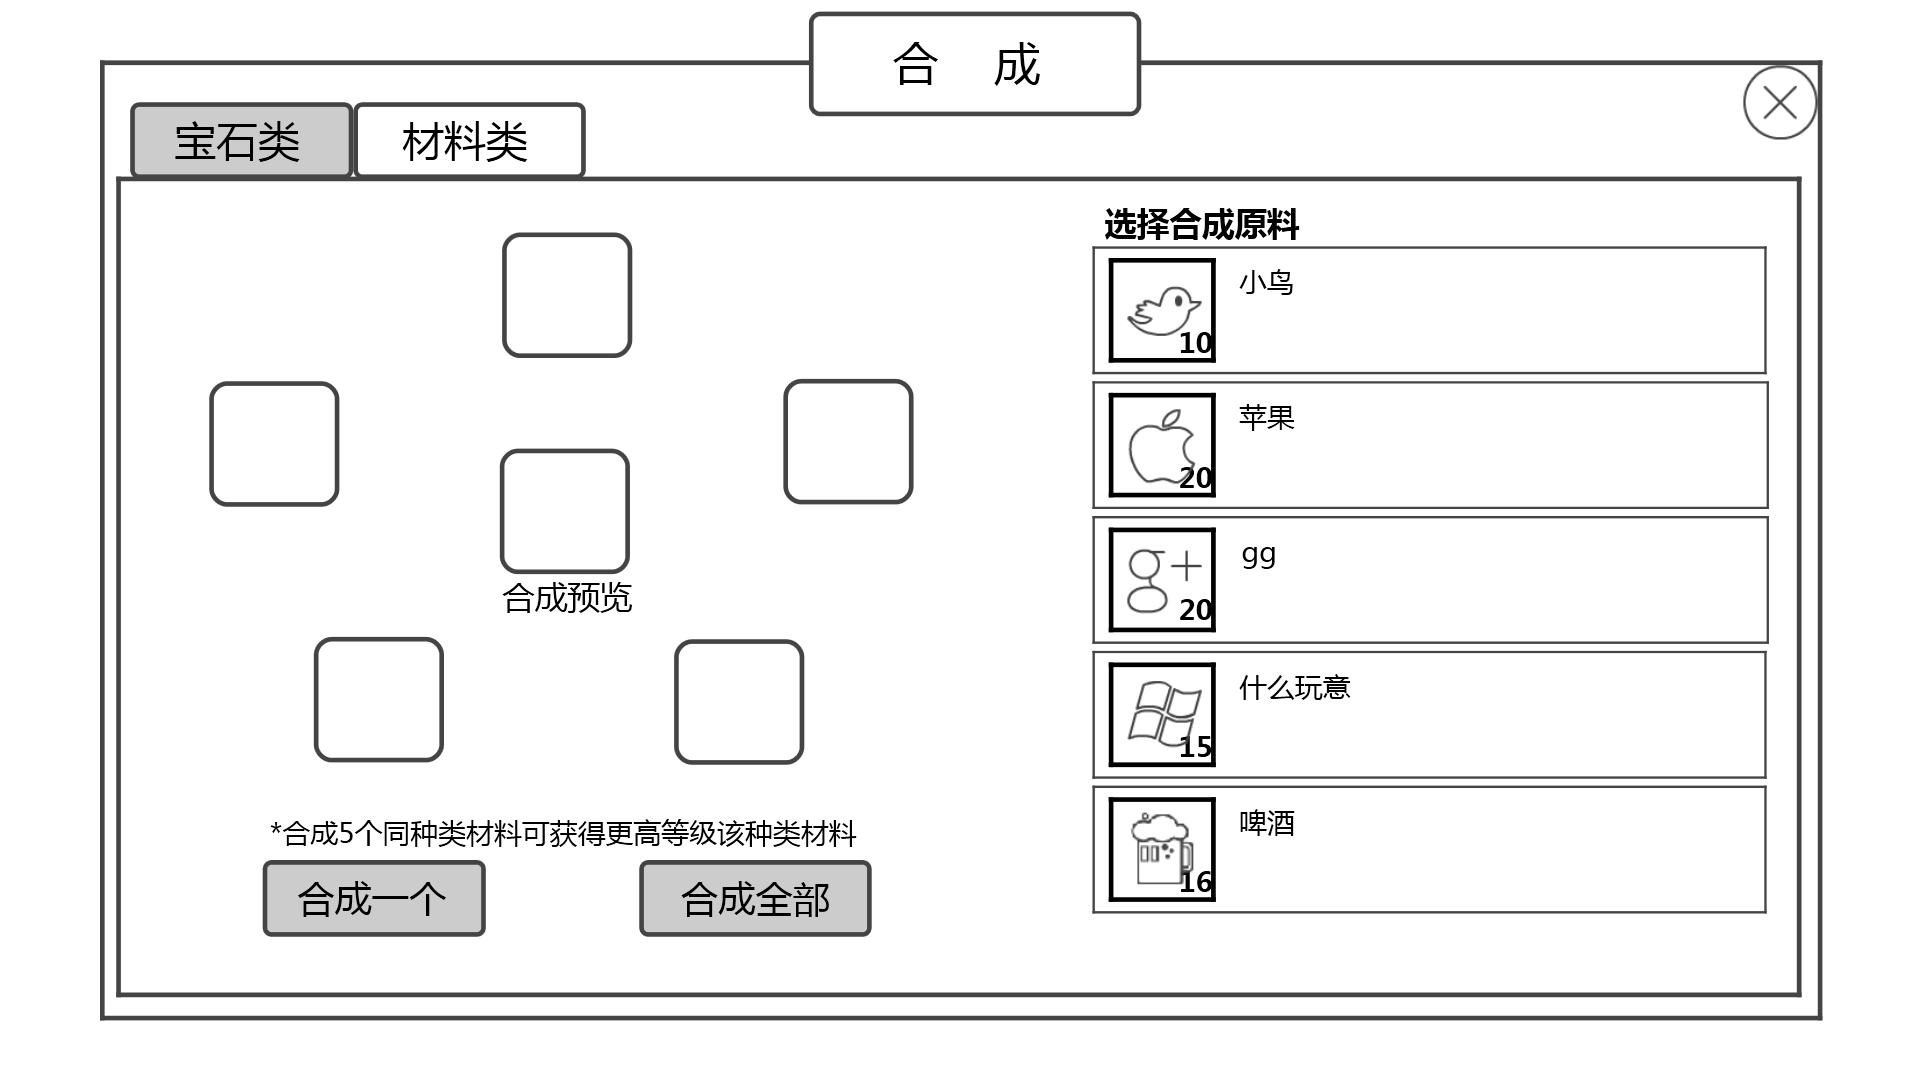 合 成
宝石类
材料类
选择合成原料
小鸟
10
苹果
20
gg
20
什么玩意
15
啤酒
16
合成预览
*合成5个同种类材料可获得更高等级该种类材料
合成一个
合成全部